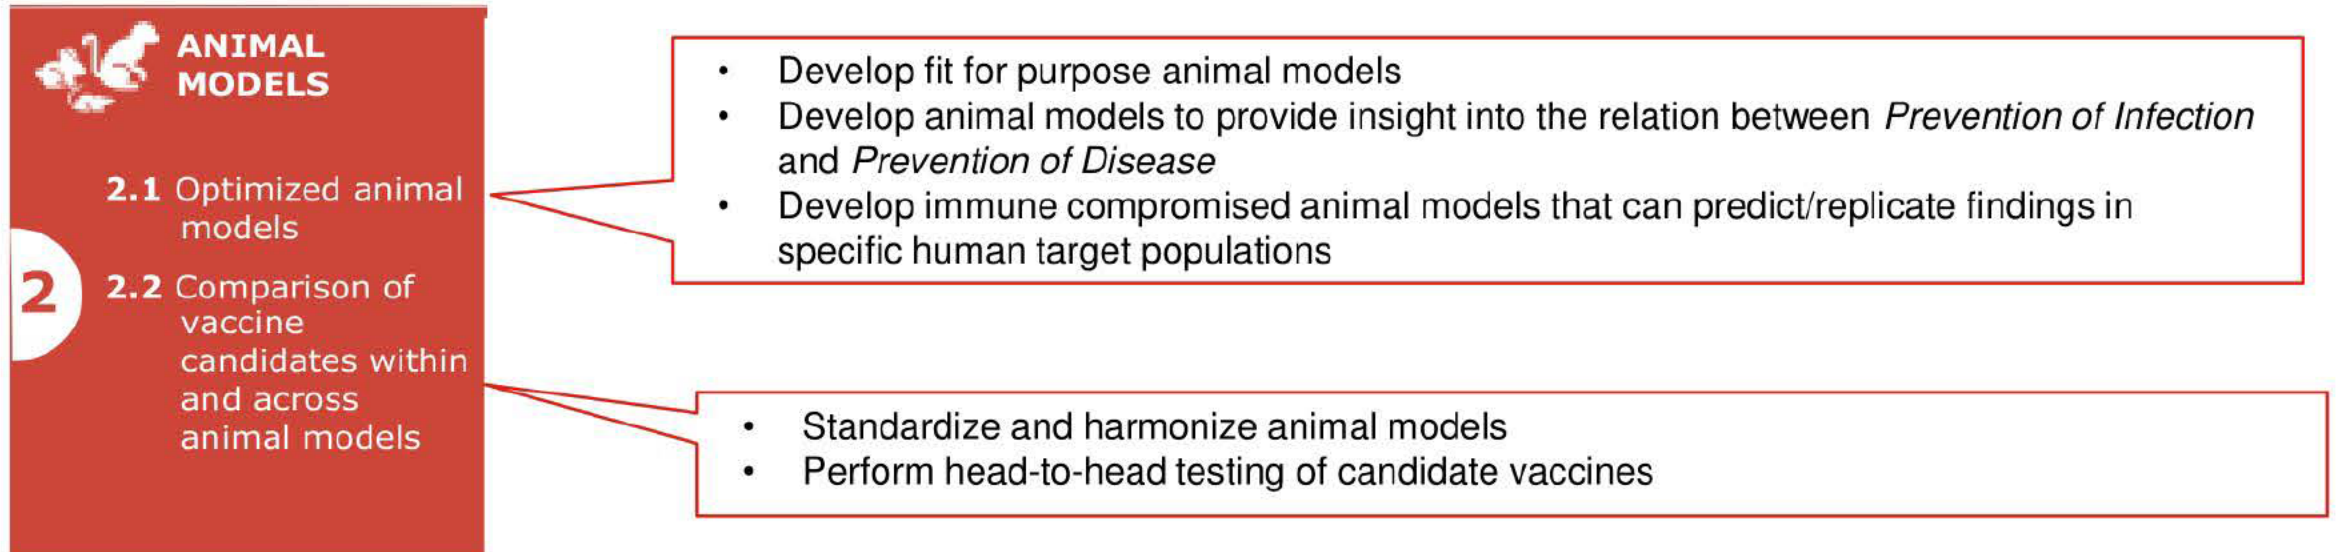 ANIMAL
MODELS
2.1 Optimized animal
models
2
2.2 Comparison of
vaccine
candidates within
and across
animal models
• Develop fit for purpose animal models
• Develop animal models to provide insight into the relation between Prevention of Infection
and Prevention of Disease
• Develop immune compromised animal models that can predict/replicate findings in
specific human target populations
• Standardize and harmonize animal models
• Perform head-to-head testing of candidate vaccines